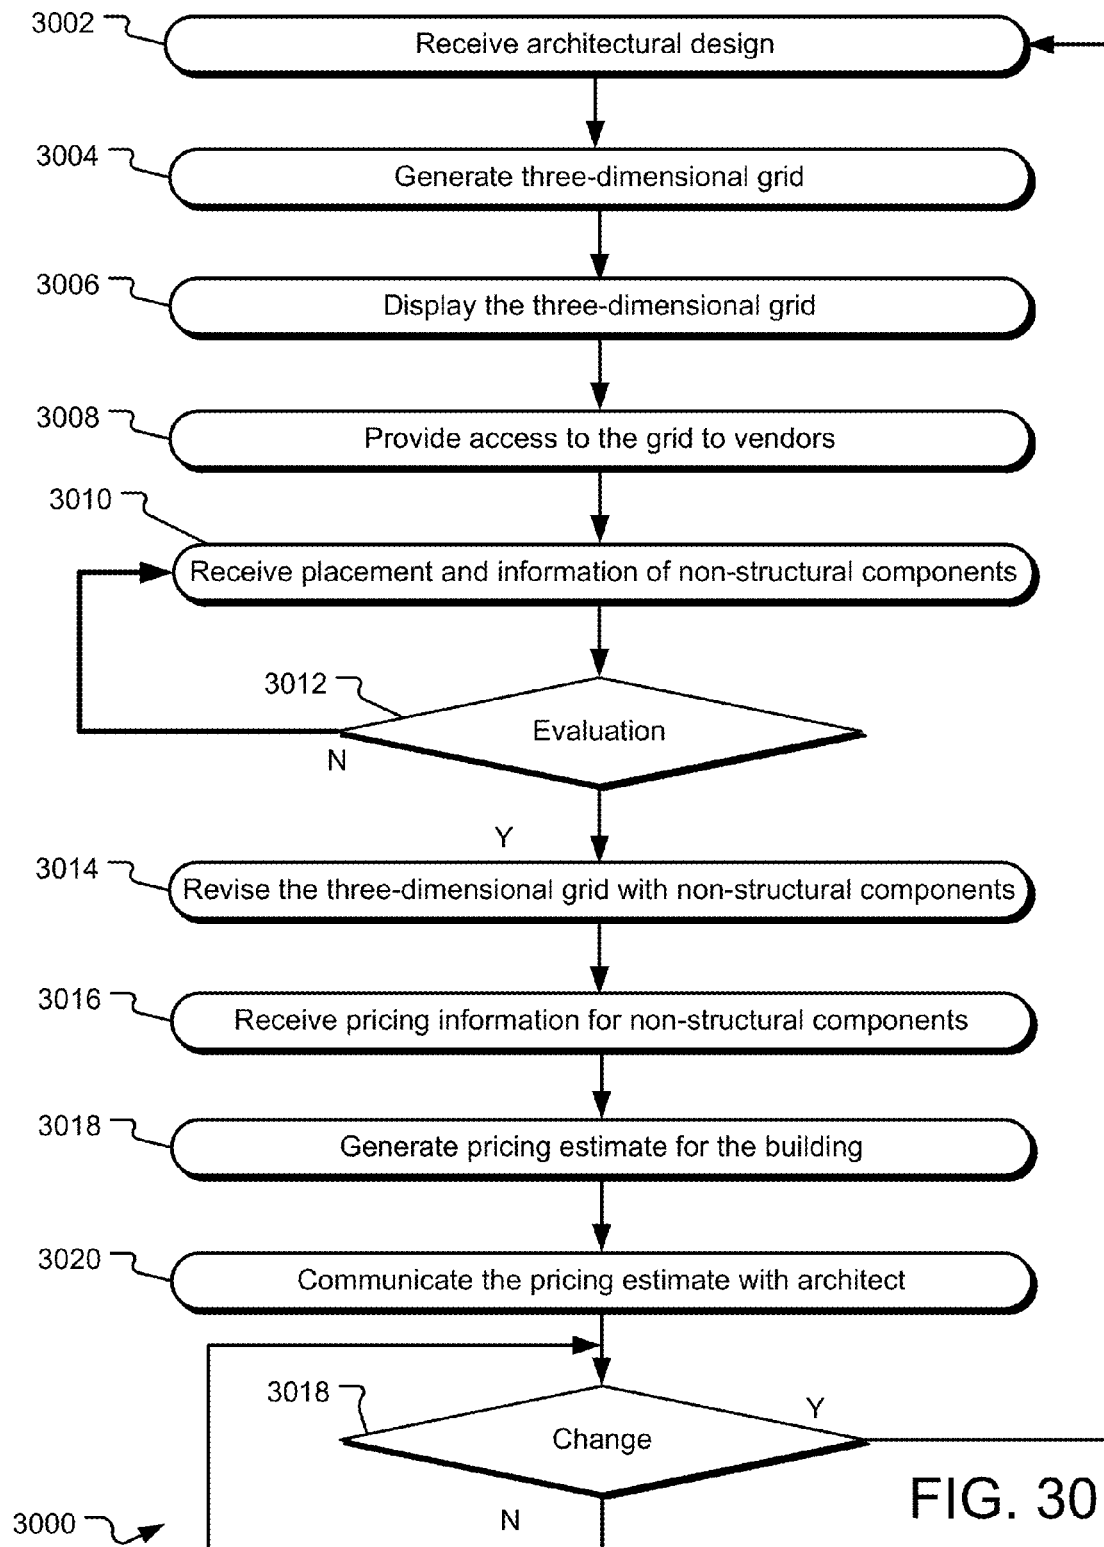 3002
Receive architectural design
3004
Generate three-dimensional grid
3006
Display the three-dimensional grid
3008
Provide access to the grid to vendors
3010
Receive placement and information of non-structural components
3012
Evaluation
N
Y
3014
Revise the three-dimensional grid with non-structural components
3016
Receive pricing information for non-structural components
3018
Generate pricing estimate for the building
3020
Communicate the pricing estimate with architect
3018
Y
Change
FIG. 30
N
3000